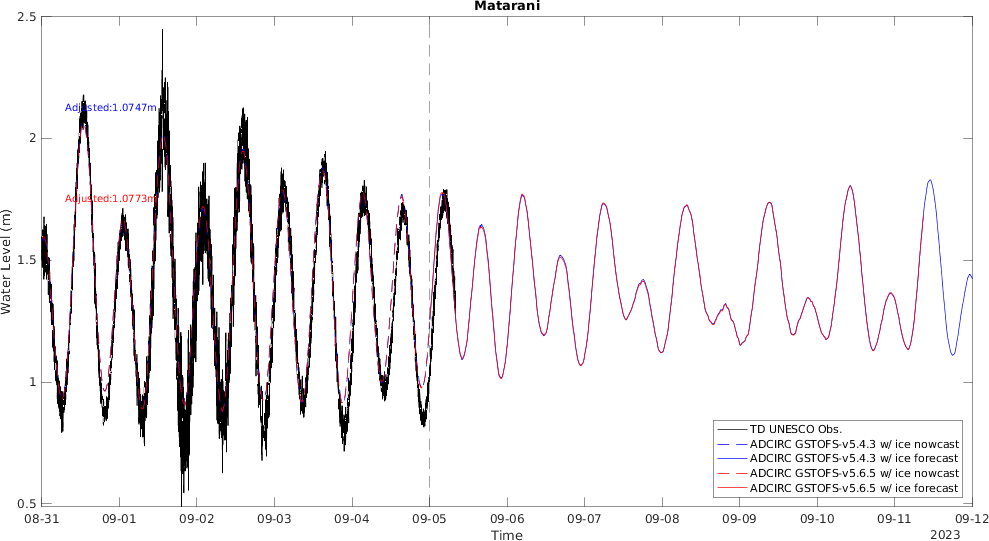 Matarani
2.5
2
1.5
1
0.5
Water Level (m)
Adjusted:1.0747m
Adjusted:1.0773m
TD UNESCO Obs.
ADCIRC GSTOFS-v5.4.3 w/ ice nowcast
ADCIRC GSTOFS-v5.4.3 w/ ice forecast
ADCIRC GSTOFS-v5.6.5 w/ ice nowcast
ADCIRC GSTOFS-v5.6.5 w/ ice forecast
08-31 09-01 09-02 09-03 09-04 09-05 09-06 09-07 09-08 09-09 09-10 09-11 09-12
Time
2023